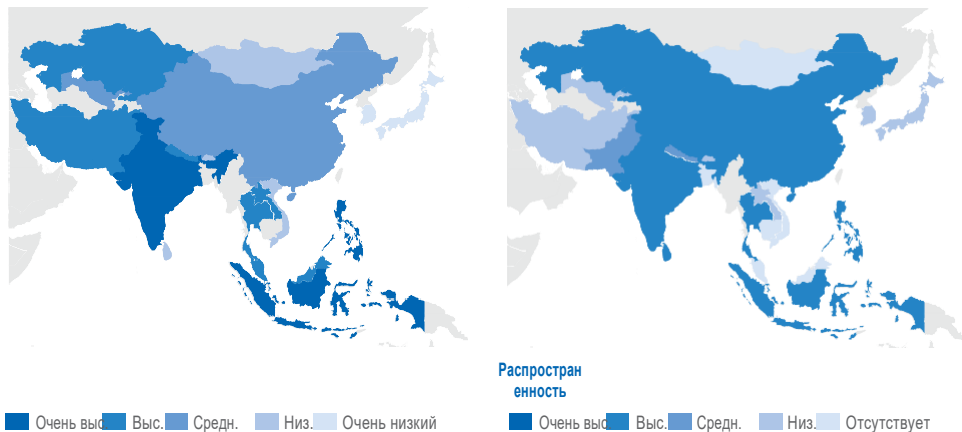 Распростран
енность
Очень выс Выс. Средн. Низ. Очень низкий
Очень выс Выс. Средн. Низ. Отсутствует